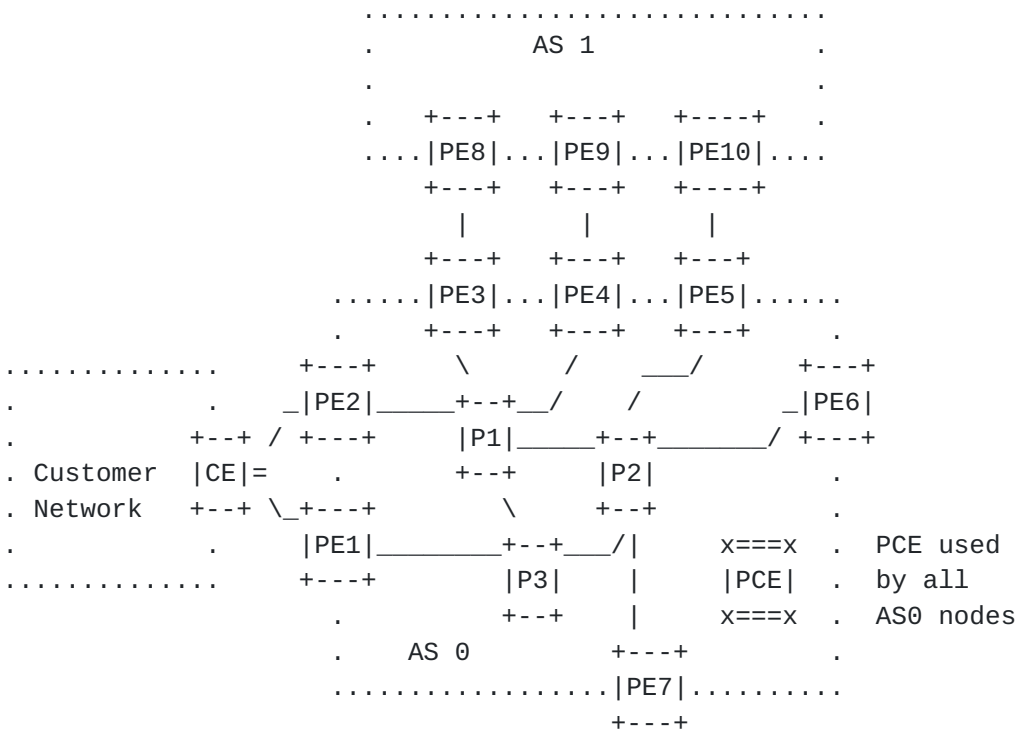 AS 1
PE8 PE9 PE10
PE3 PE4 PE5
PE2 PE6
P1
Customer CE P2
Network
PE1 PCE used
P3 PCE by all
AS0 nodes
AS 0
PE7